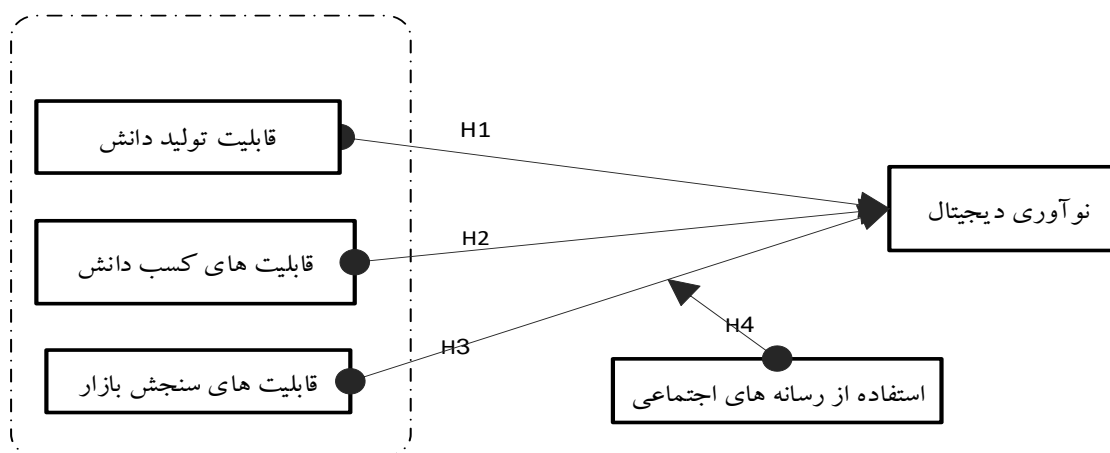 قابلیت تولید دانش
H1
نوآوری دیجیتال
H2
قابلیت های کسب دانش
H3
H4
قابلیت های سنجش بازار
استفاده از رسانه های اجتماعی